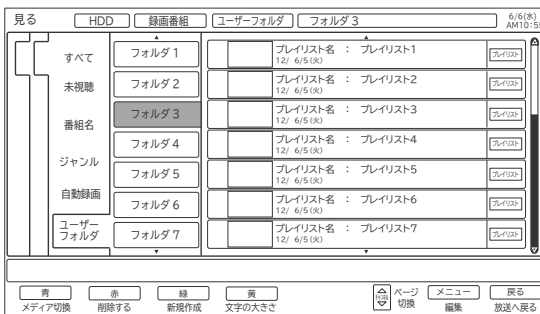 見る HDD 録画番組 ユーザーフォルダ フォルダ 3 6/6(水)
AM10:55
すべて
未視聴
番組名
ジャンル
自動録画
ユーザー
フォルダ
フォルダ 1
フォルダ 2
フォルダ 3
フォルダ 4
フォルダ 5
フォルダ 6
フォルダ 7
プレイリスト名 : プレイリスト1
12/ 6/5(火)
プレイリスト
プレイリスト名 : プレイリスト2
12/ 6/5(火)
プレイリスト
プレイリスト名 : プレイリスト3
12/ 6/5(火)
プレイリスト
プレイリスト名 : プレイリスト4
12/ 6/5(火)
プレイリスト
プレイリスト名 : プレイリスト5
12/ 6/5(火)
プレイリスト
プレイリスト名 : プレイリスト6
12/ 6/5(火)
プレイリスト
プレイリスト名 : プレイリスト7
12/ 6/5(火)
プレイリスト
青 赤 緑 黄 チャンネル ページ メニュー 戻る
メディア切換 削除する 新規作成 文字の大きさ 切換 編集 放送へ戻る